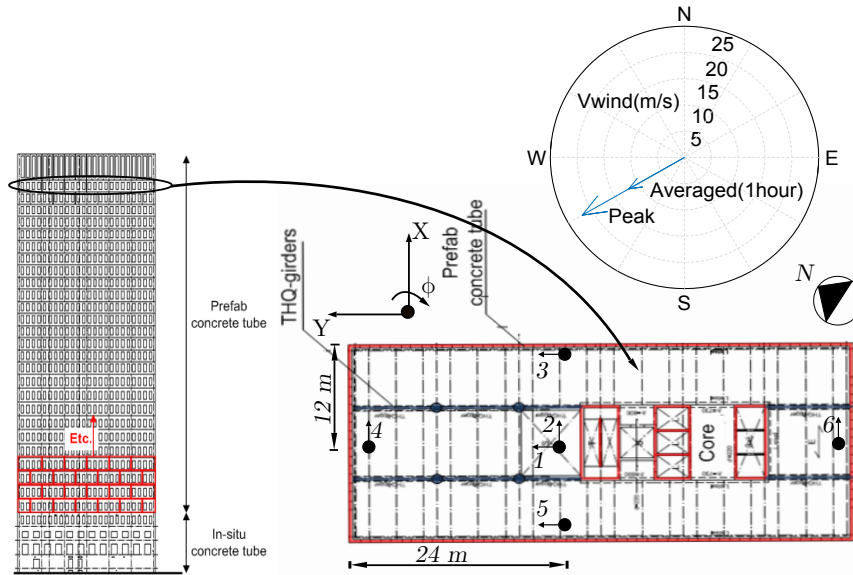 N
25
20
15
10
5
Vwind(m/s)
W
E
Averaged(1hour)
Peak
S
N
X
ϕ
Y
THQ-girders
Prefab
concrete tube
Prefab
concrete tube
12 m
3
4
2
1
6
Core
5
24 m
Etc.
In-situ
concrete tube